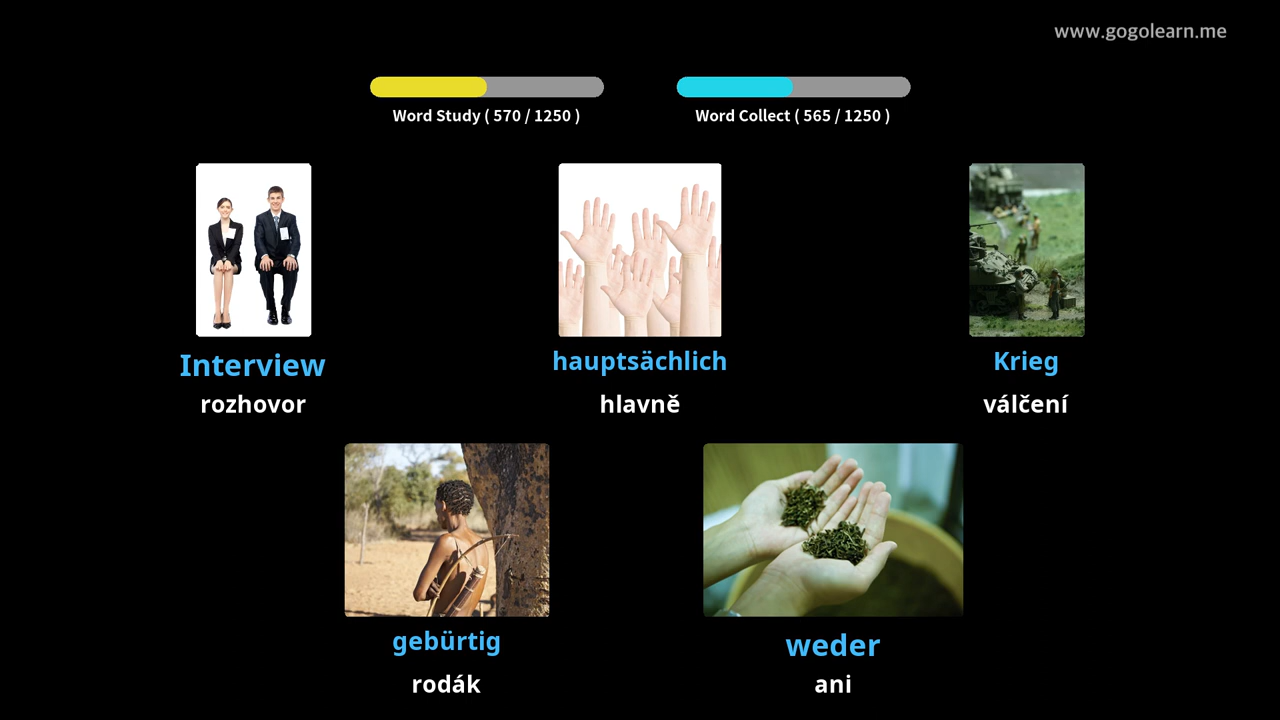 www.gogolearn.me
Word Study ( 570 / 1250 )
Word Collect ( 565 / 1250 )
Interview
rozhovor
hauptsächlich
hlavně
Krieg
válčení
gebürtig
rodák
weder
ani